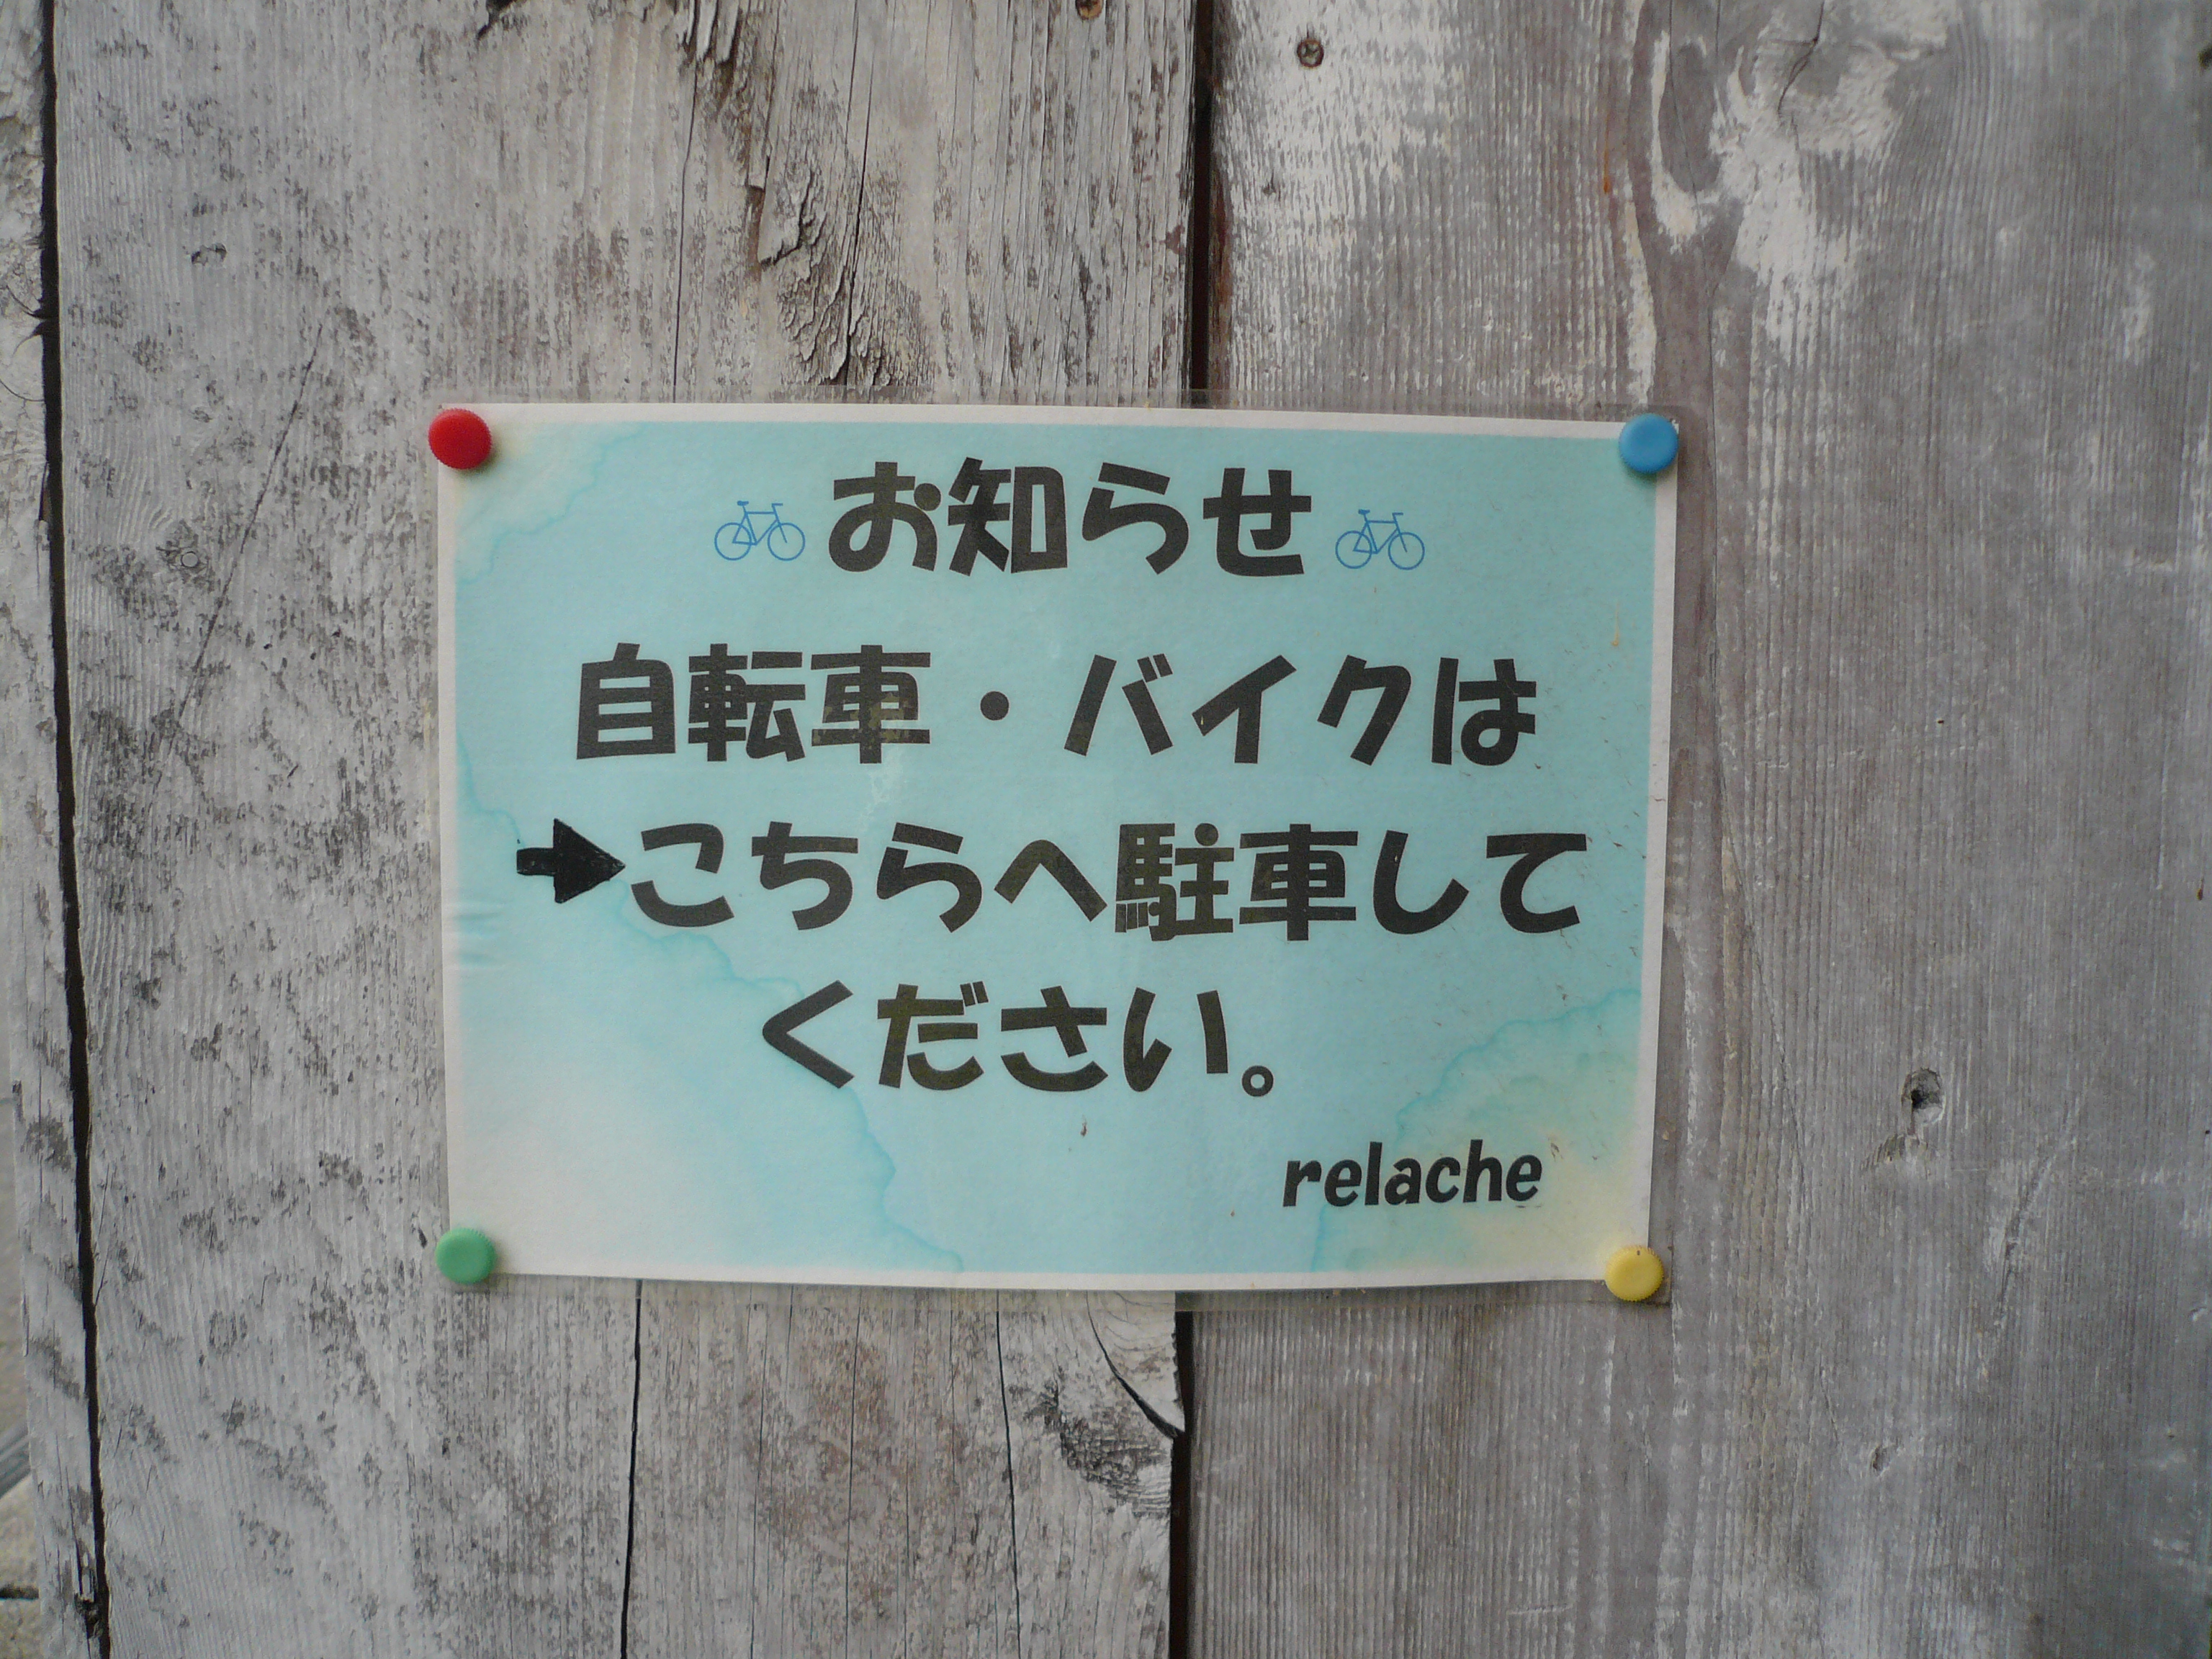 お知らせ
自転車・バイクは
➡こちらへ駐車して
ください。
relache